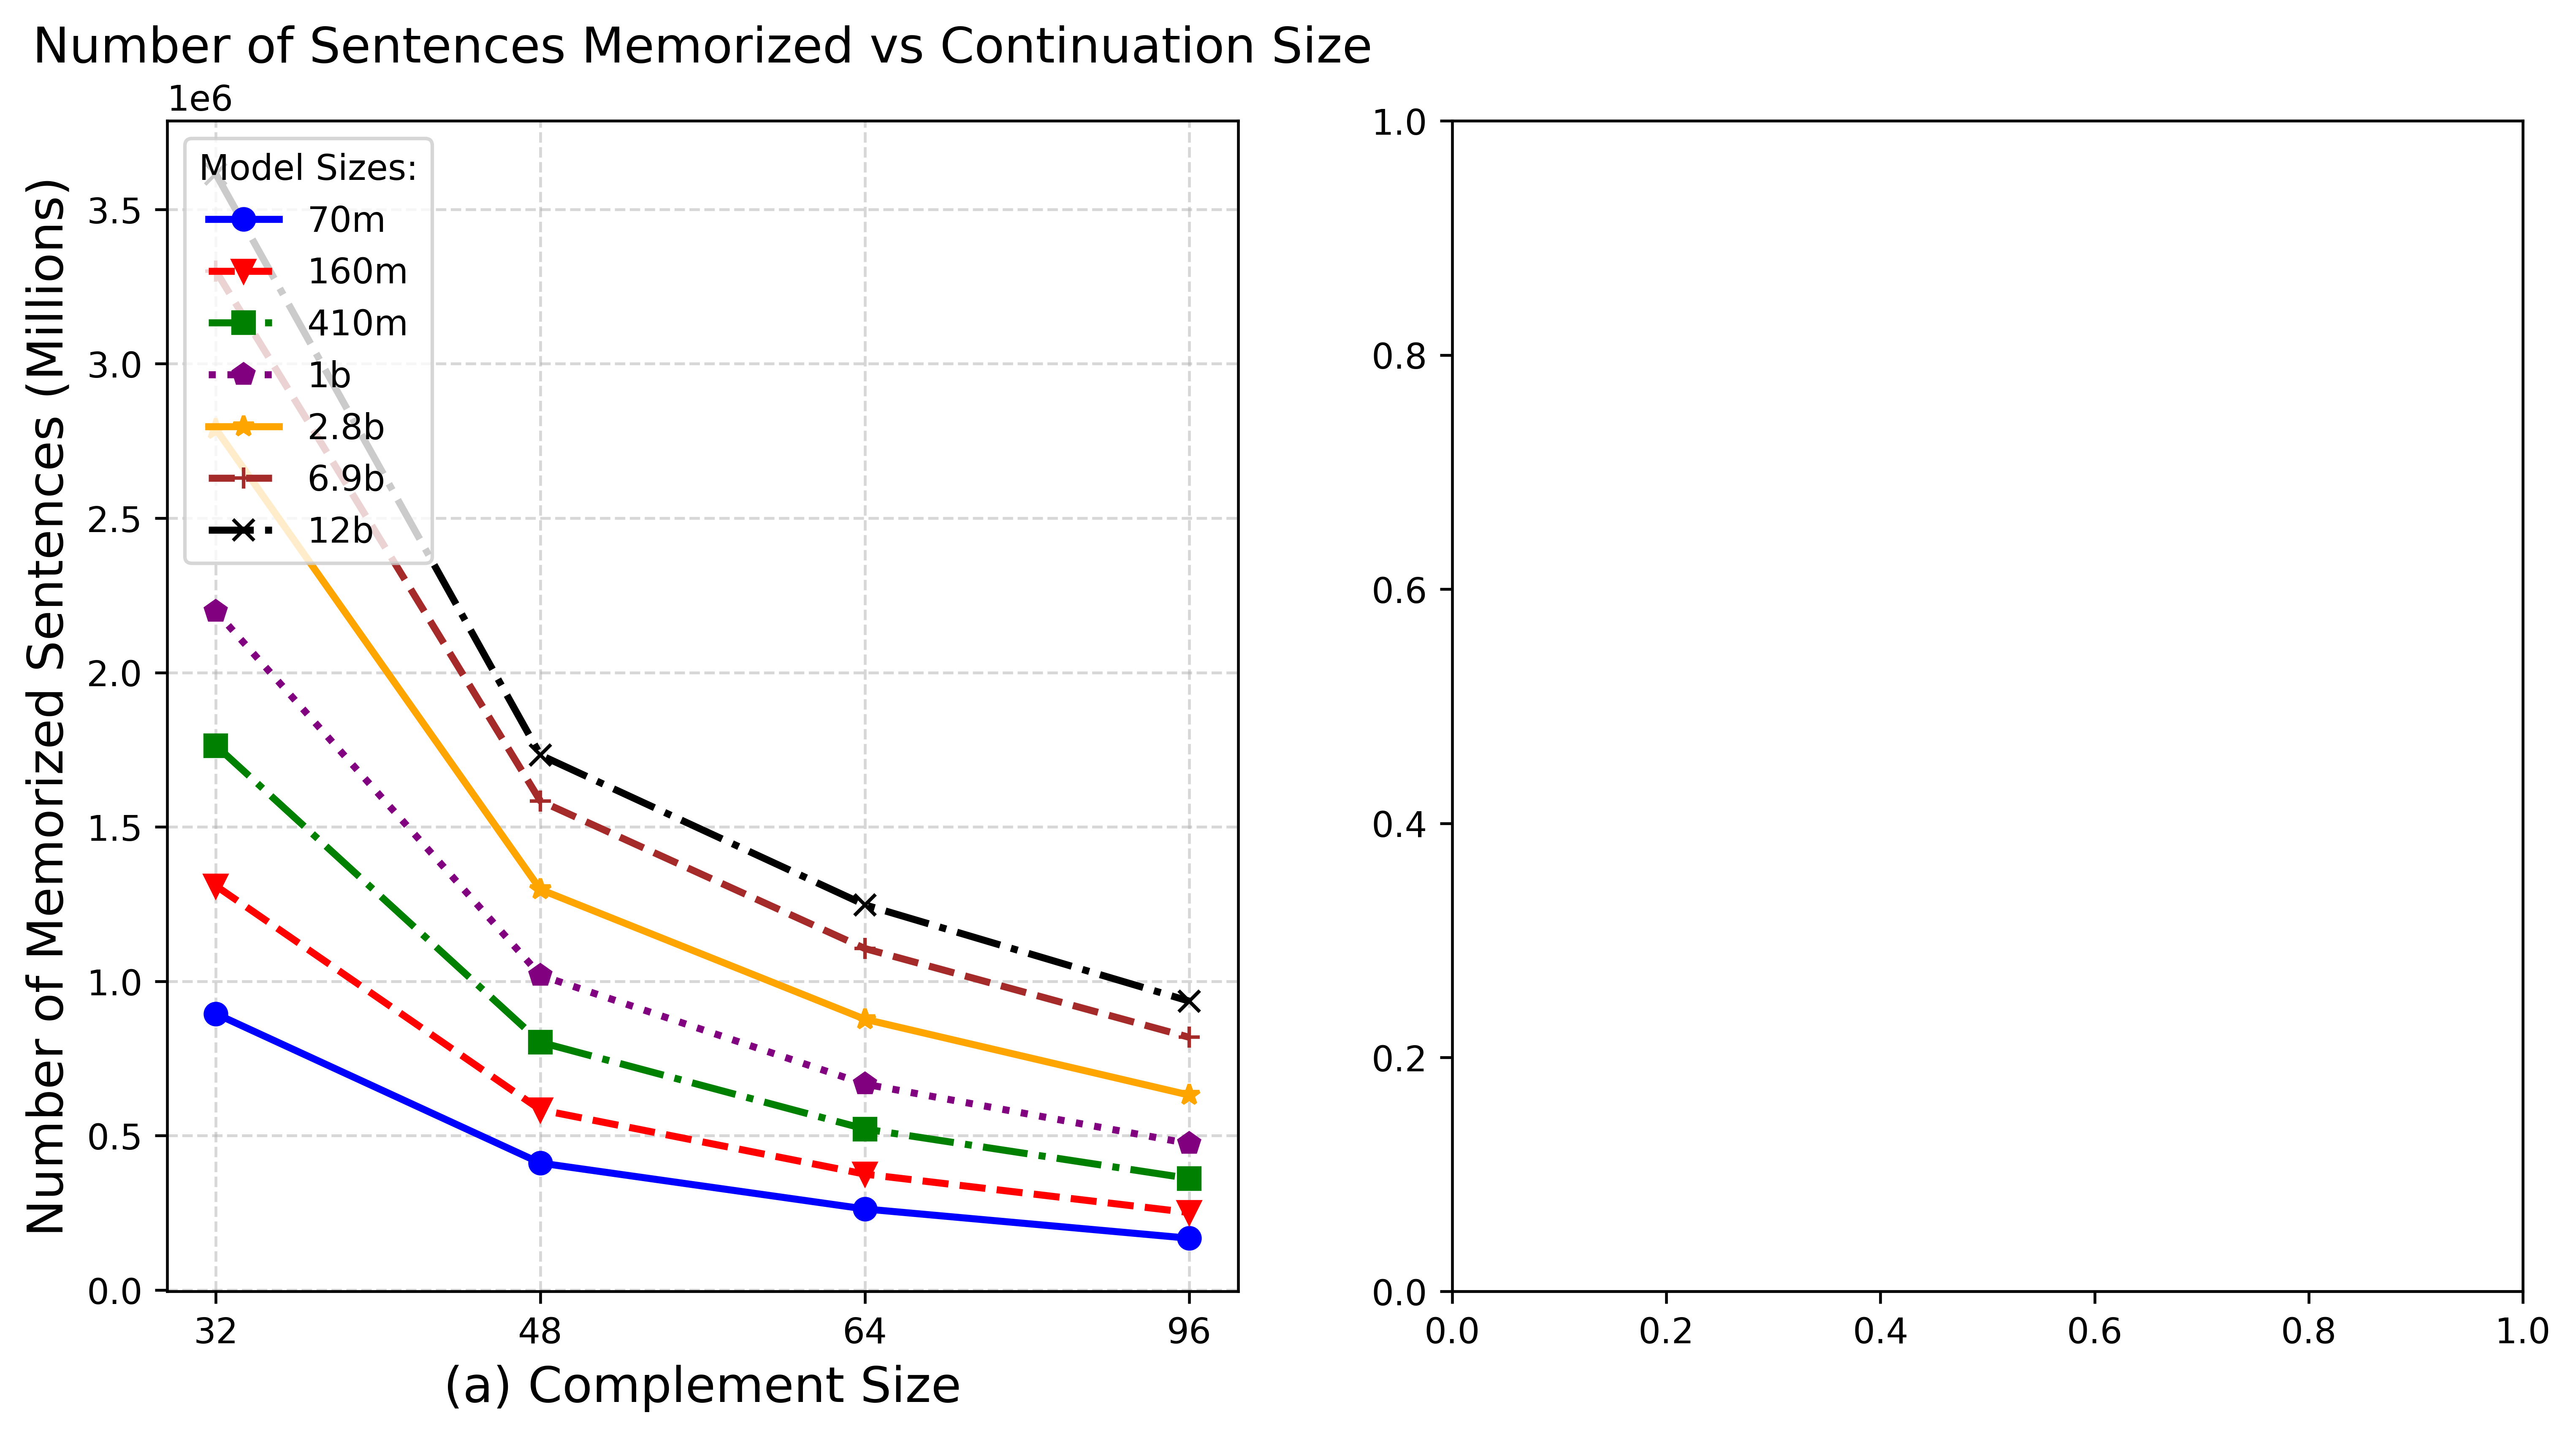 Number of Sentences Memorized vs Continuation Size
1e6
Number of Memorized Sentences (Millions)
3.5
3.0
2.5
2.0
1.5
1.0
0.5
0.0
Model Sizes:
70m
160m
410m
1b
2.8b
6.9b
12b
32 48 64 96
(a) Complement Size
1.0
0.8
0.6
0.4
0.2
0.0
0.0 0.2 0.4 0.6 0.8 1.0